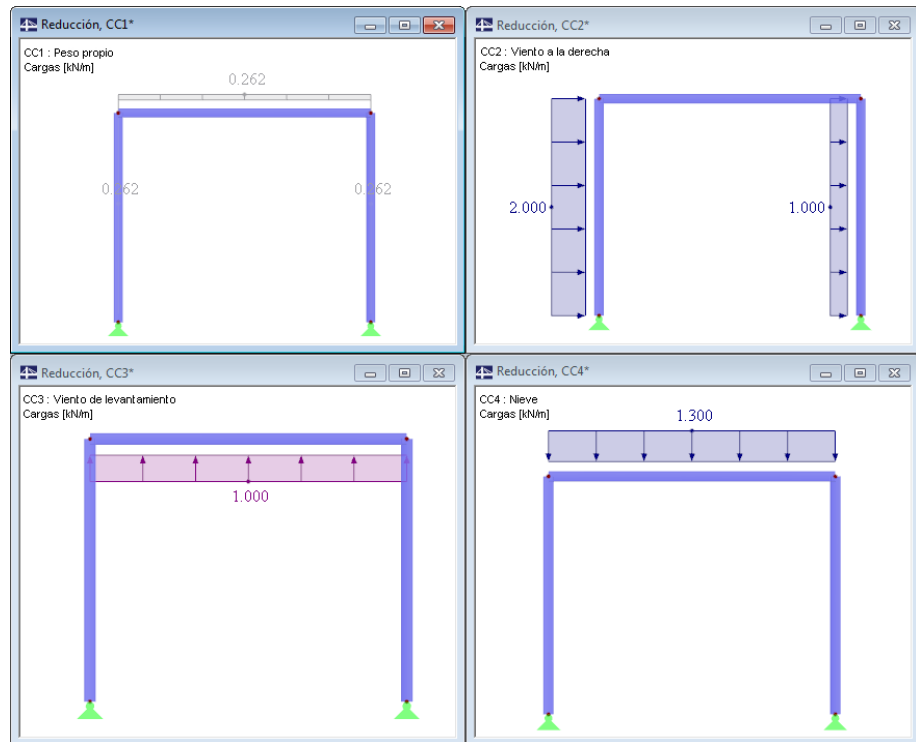 Reducción, CC1*
CC1 : Peso propio
Cargas [kN/m]
0.262
0.262
0.262
Reducción, CC2*
CC2 : Viento a la derecha
Cargas [kN/m]
2.000
1.000
Reducción, CC3*
CC3 : Viento de levantamiento
Cargas [kN/m]
1.000
Reducción, CC4*
CC4 : Nieve
Cargas [kN/m]
1.300